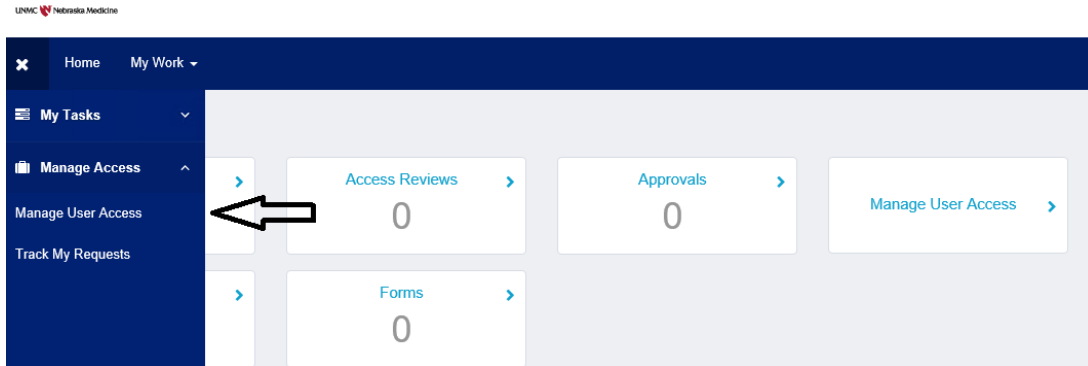 UNMC Nebraska Medicine
Home My Work
My Tasks
Manage Access
Manage User Access
Track My Requests
Access Reviews
0
Approvals
0
Manage User Access
Forms
0